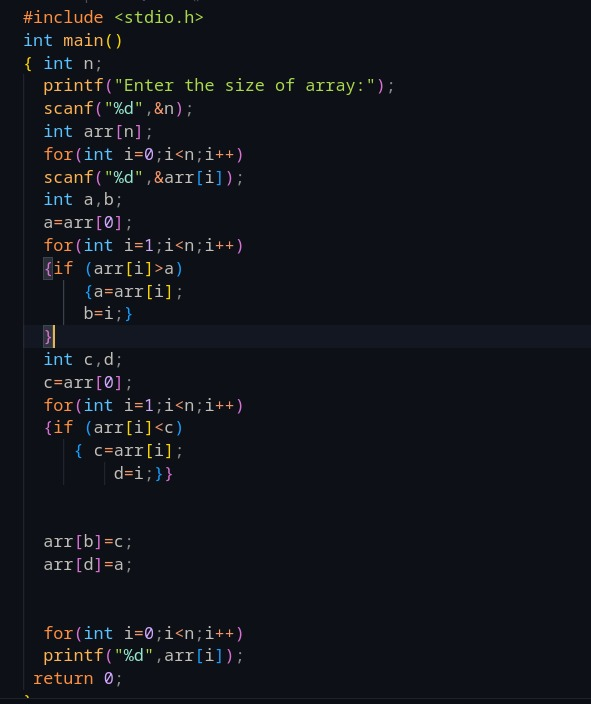 #include <stdio.h>
int main()
{ int n;
printf("Enter the size of array:");
scanf("%d",&n);
int arr[n];
for(int i=0;i<n;i++)
scanf("%d",&arr[i]);
int a,b;
a=arr[0];
for(int i=1;i<n;i++)
{if (arr[i]>a)
{a=arr[i];
b=i;}
}
int c,d;
c=arr[0];
for(int i=1;i<n;i++)
{if (arr[i]<c)
{ c=arr[i];
d=i;}}
arr[b]=c;
arr[d]=a;
for(int i=0;i<n;i++)
printf("%d",arr[i]);
return 0;